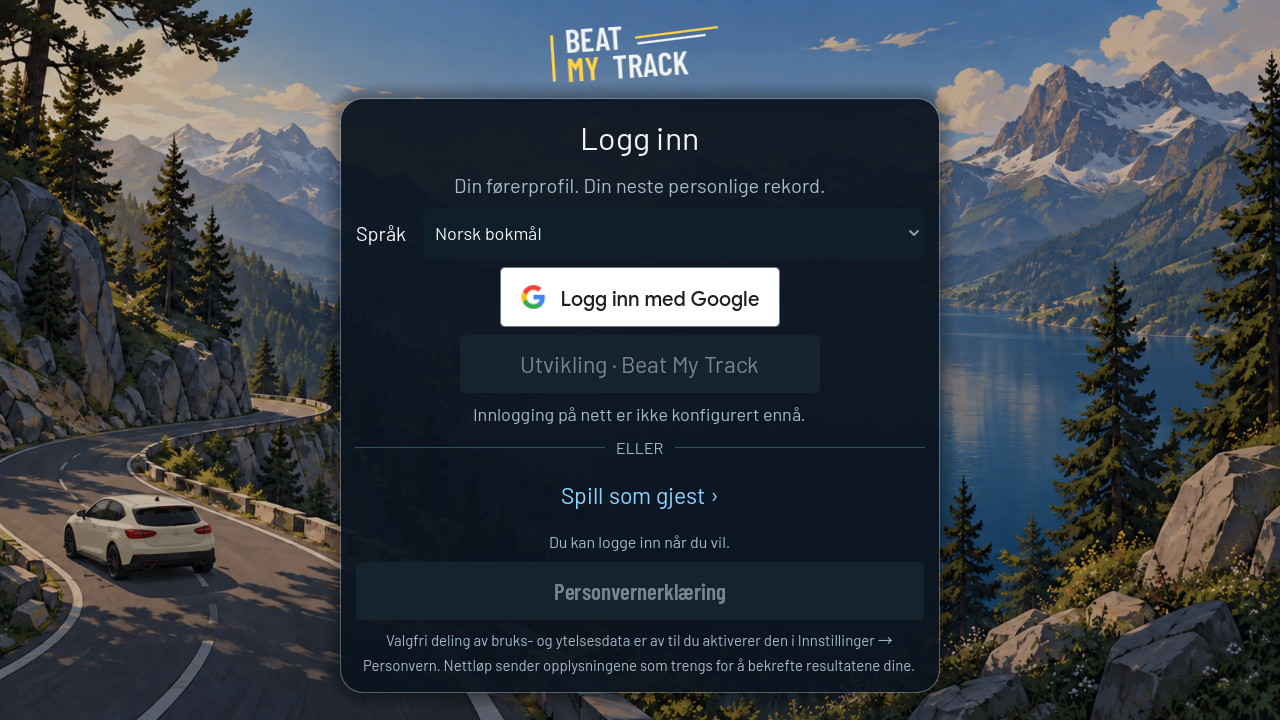 BEAT
MY TRACK
Logg inn
Din førerprofil. Din neste personlige rekord.
Språk
Norsk bokmål
Logg inn med Google
Utvikling · Beat My Track
Innlogging på nett er ikke konfigurert ennå.
ELLER
Spill som gjest ›
Du kan logge inn når du vil.
Personvernerklæring
Valgfri deling av bruks- og ytelsesdata er av til du aktiverer den i Innstillinger →
Personvern. Nettløp sender opplysningene som trengs for å bekrefte resultatene dine.